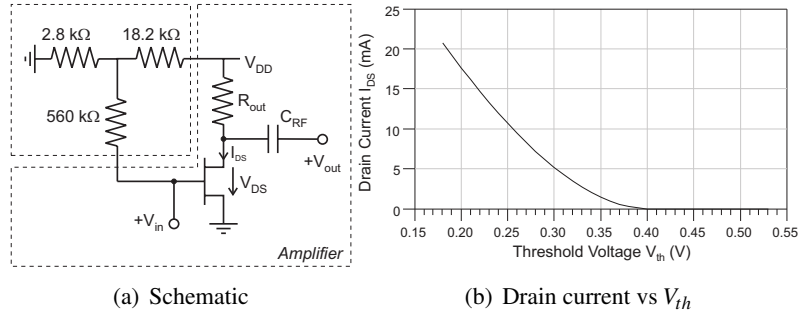 2.8 kΩ
18.2 kΩ
V_DD
R_out
560 kΩ
C_RF
I_DS
+V_out
V_DS
+V_in
Amplifier
(a) Schematic
Drain Current I_DS (mA)
25
20
15
10
5
0
0.15 0.20 0.25 0.30 0.35 0.40 0.45 0.50 0.55
Threshold Voltage V_th (V)
(b) Drain current vs V_th